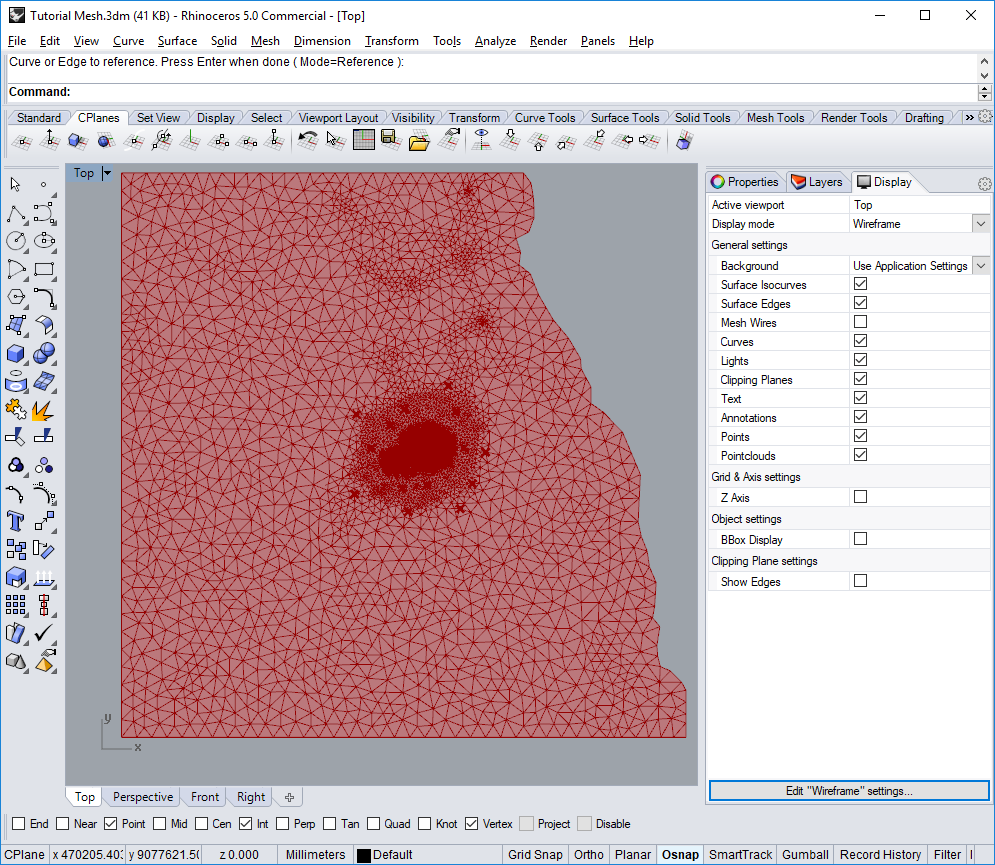 Tutorial Mesh.3dm (41 KB) - Rhinoceros 5.0 Commercial - [Top]
File Edit View Curve Surface Solid Mesh Dimension Transform Tools Analyze Render Panels Help
Curve or Edge to reference. Press Enter when done ( Mode=Reference ):
Command:
Standard CPlanes Set View Display Select Viewport Layout Visibility Transform Curve Tools Surface Tools Solid Tools Mesh Tools Render Tools Drafting »
Top
Properties Layers Display
Active viewport Top
Display mode Wireframe
General settings
Background Use Application Settings
Surface Isocurves
Surface Edges
Mesh Wires
Curves
Lights
Clipping Planes
Text
Annotations
Points
Pointclouds
Grid & Axis settings
Z Axis
Object settings
BBox Display
Clipping Plane settings
Show Edges
y
x
Edit "Wireframe" settings...
Top Perspective Front Right
End Near Point Mid Cen Int Perp Tan Quad Knot Vertex Project Disable
CPlane x 470205.403 y 9077621.50 z 0.000 Millimeters Default Grid Snap Ortho Planar Osnap SmartTrack Gumball Record History Filter